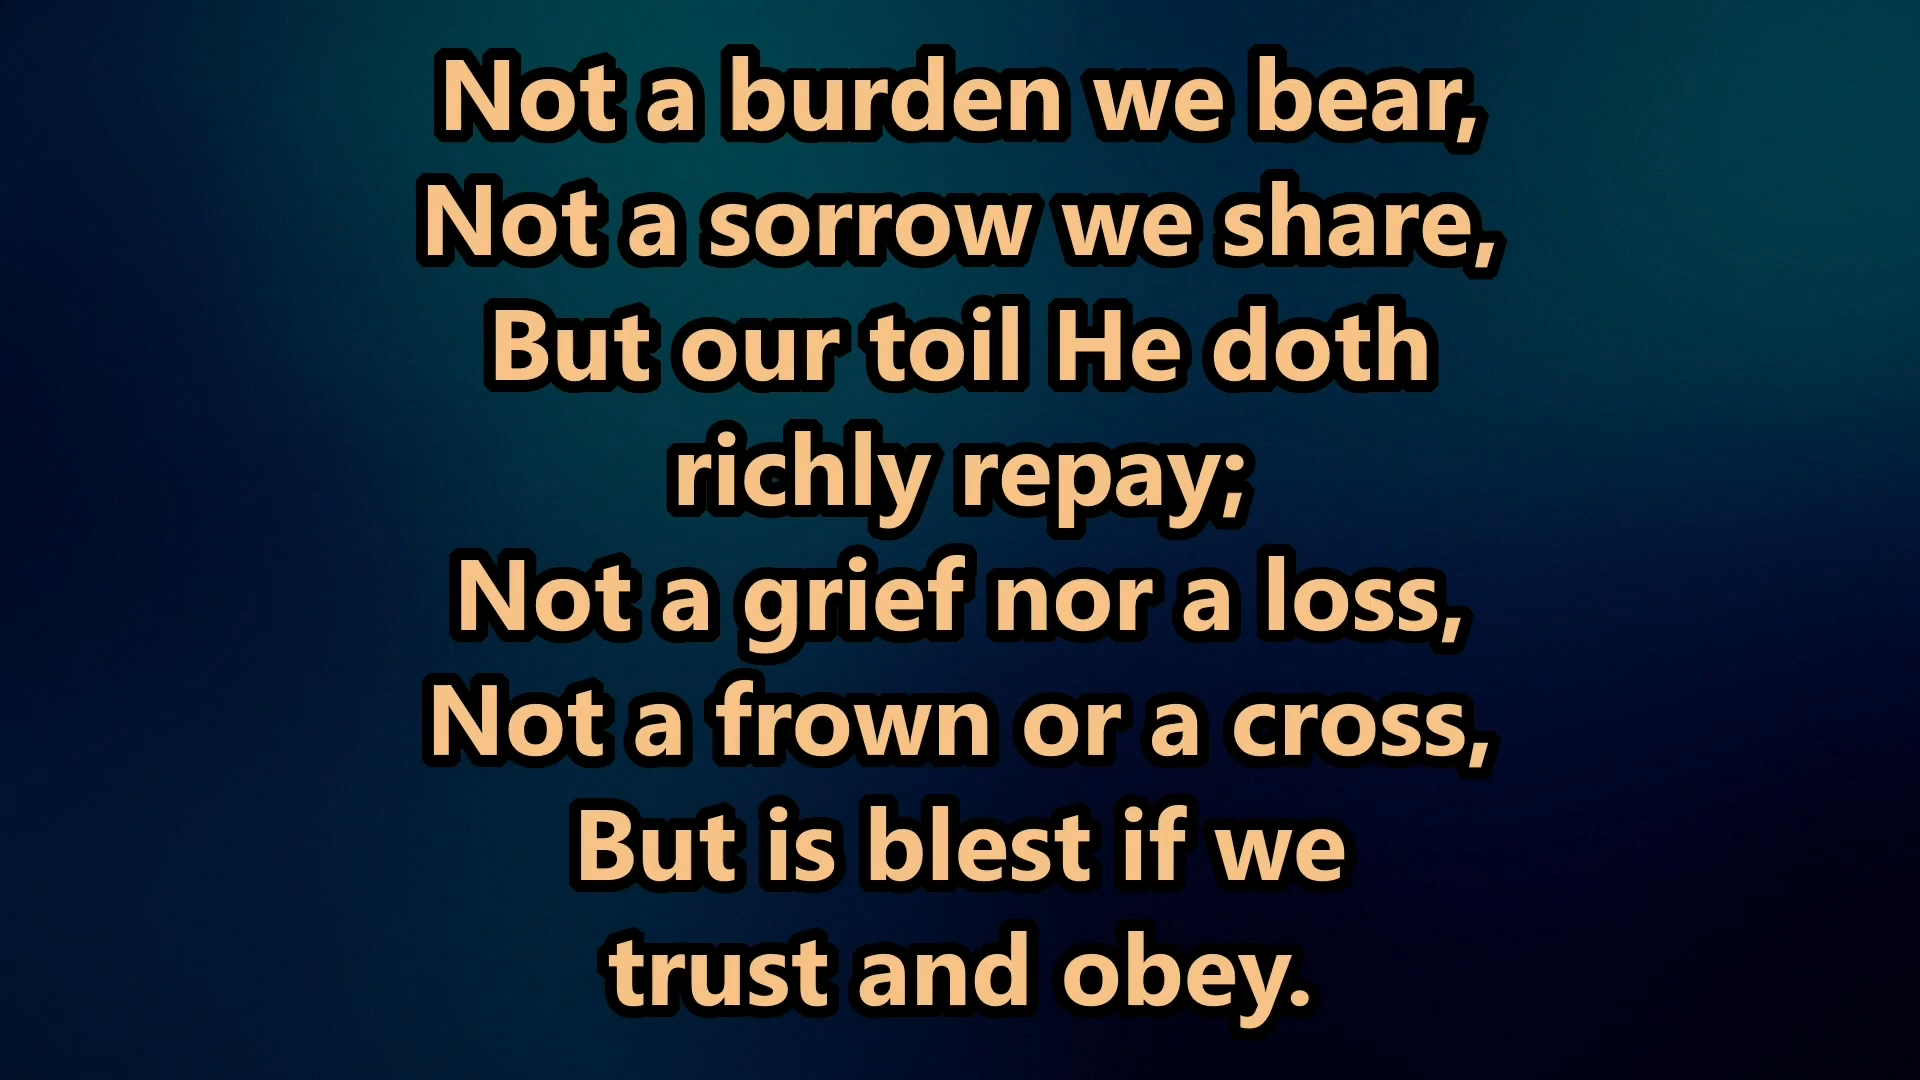 Not a burden we bear,
Not a sorrow we share,
But our toil He doth
richly repay;
Not a grief nor a loss,
Not a frown or a cross,
But is blest if we
trust and obey.